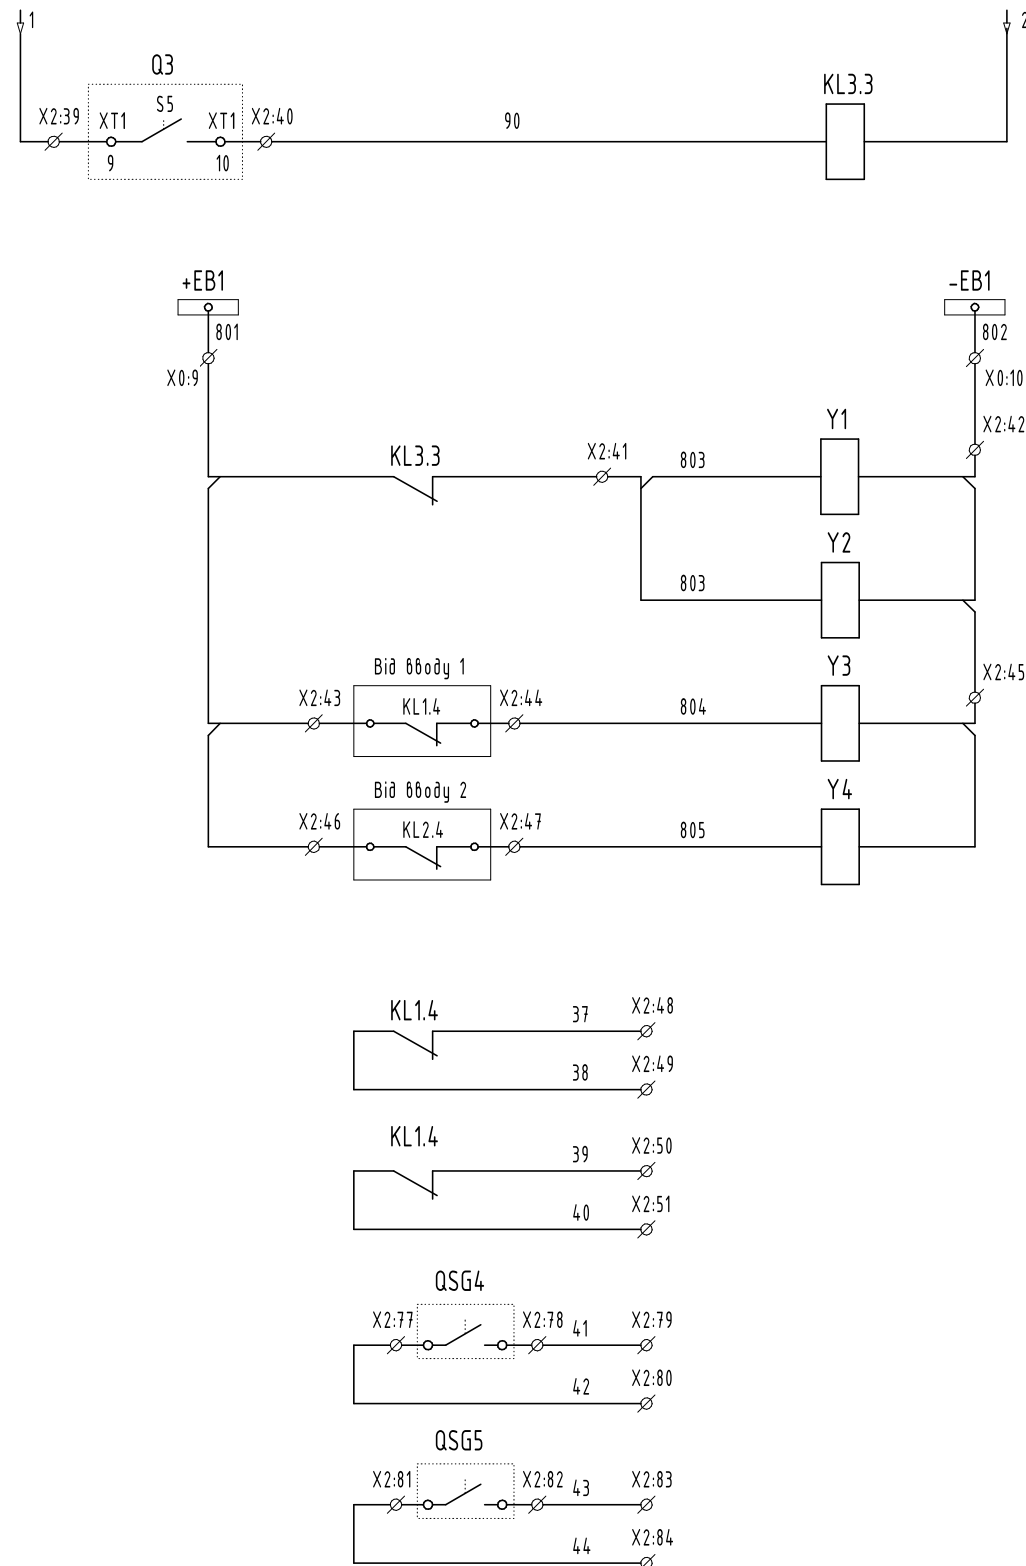 1
2
Q3
KL3.3
X2:39
XT1
S5
XT1
X2:40
90
9
10
+EB1
-EB1
801
802
X0:9
X0:10
Y1
X2:42
KL3.3
X2:41
803
Y2
803
Від вводу 1
Y3
X2:43
KL1.4
X2:44
804
X2:45
Від вводу 2
Y4
X2:46
KL2.4
X2:47
805
KL1.4
37
X2:48
38
X2:49
KL1.4
39
X2:50
40
X2:51
QSG4
X2:77
X2:78
41
X2:79
42
X2:80
QSG5
X2:81
X2:82
43
X2:83
44
X2:84